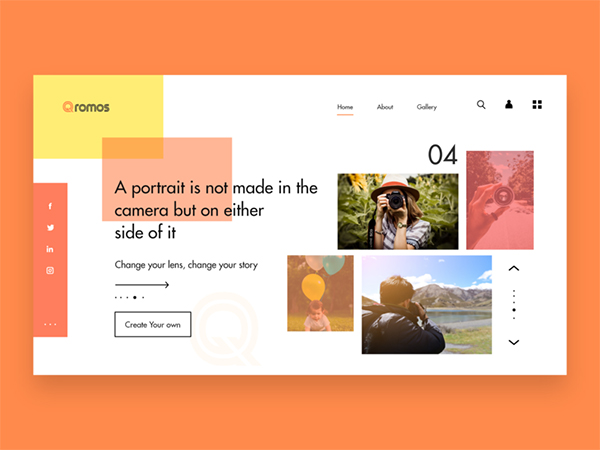 Qromos
Home
About
Gallery
04
A portrait is not made in the
camera but on either
side of it
Change your lens, change your story
Create Your own